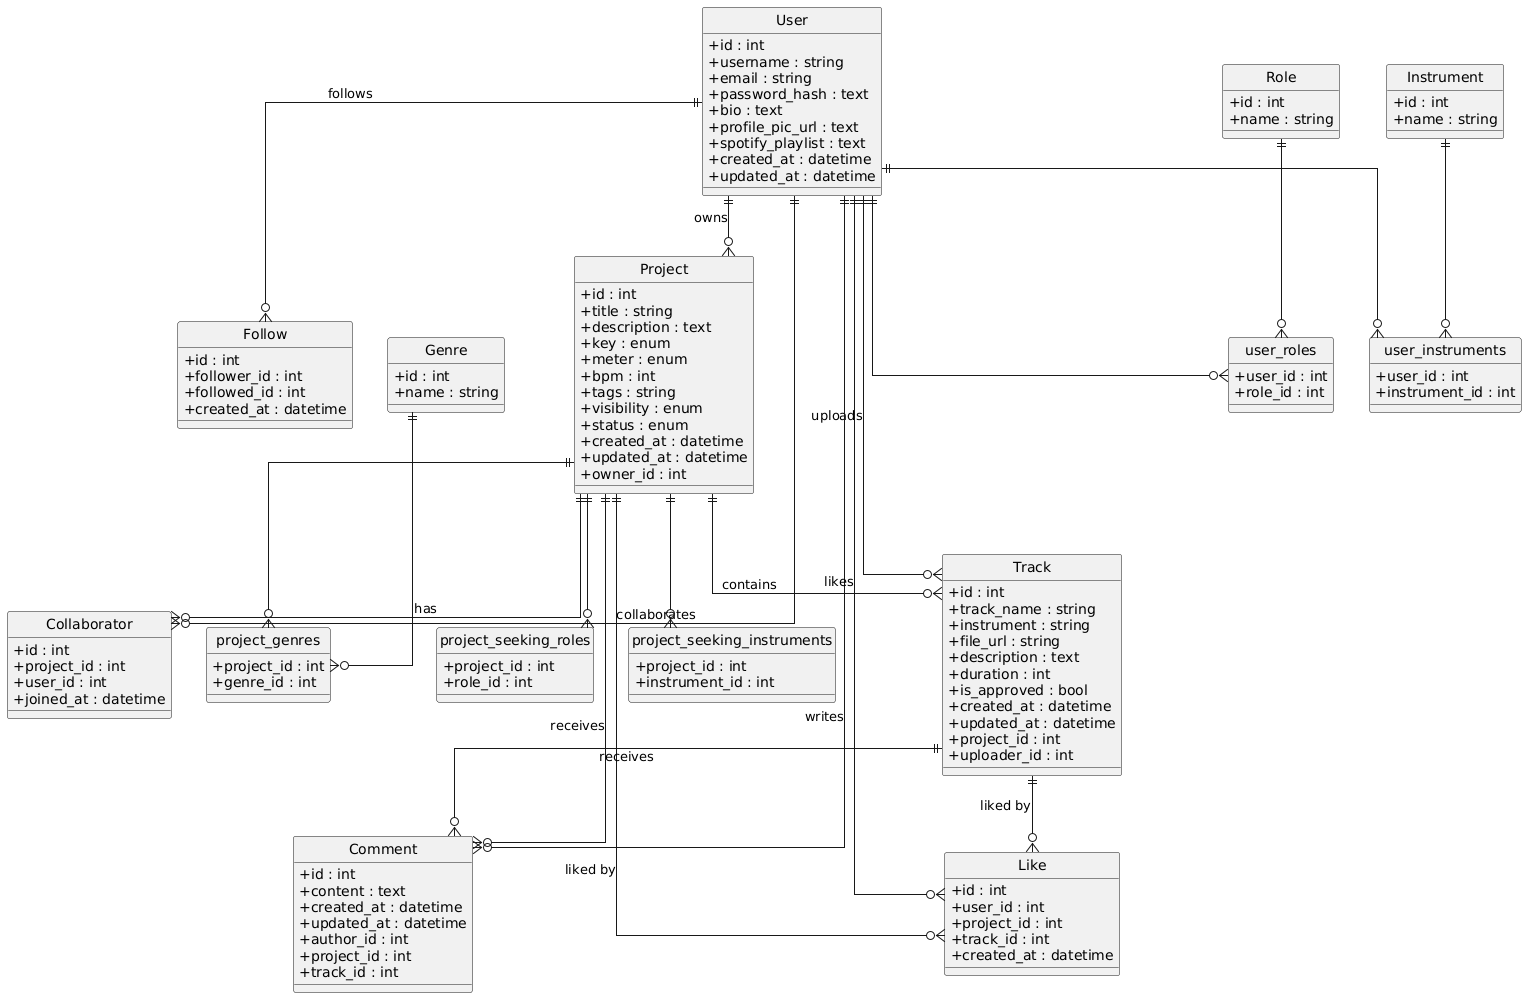 User
+id : int
+username : string
+email : string
+password_hash : text
+bio : text
+profile_pic_url : text
+spotify_playlist : text
+created_at : datetime
+updated_at : datetime
Role
+id : int
+name : string
Instrument
+id : int
+name : string
follows
owns
Project
+id : int
+title : string
+description : text
+key : enum
+meter : enum
+bpm : int
+tags : string
+visibility : enum
+status : enum
+created_at : datetime
+updated_at : datetime
+owner_id : int
Follow
+id : int
+follower_id : int
+followed_id : int
+created_at : datetime
Genre
+id : int
+name : string
user_roles
+user_id : int
+role_id : int
user_instruments
+user_id : int
+instrument_id : int
uploads
contains
likes
has
collaborates
Track
+id : int
+track_name : string
+instrument : string
+file_url : string
+description : text
+duration : int
+is_approved : bool
+created_at : datetime
+updated_at : datetime
+project_id : int
+uploader_id : int
Collaborator
+id : int
+project_id : int
+user_id : int
+joined_at : datetime
project_genres
+project_id : int
+genre_id : int
project_seeking_roles
+project_id : int
+role_id : int
project_seeking_instruments
+project_id : int
+instrument_id : int
receives
writes
receives
liked by
liked by
Comment
+id : int
+content : text
+created_at : datetime
+updated_at : datetime
+author_id : int
+project_id : int
+track_id : int
Like
+id : int
+user_id : int
+project_id : int
+track_id : int
+created_at : datetime